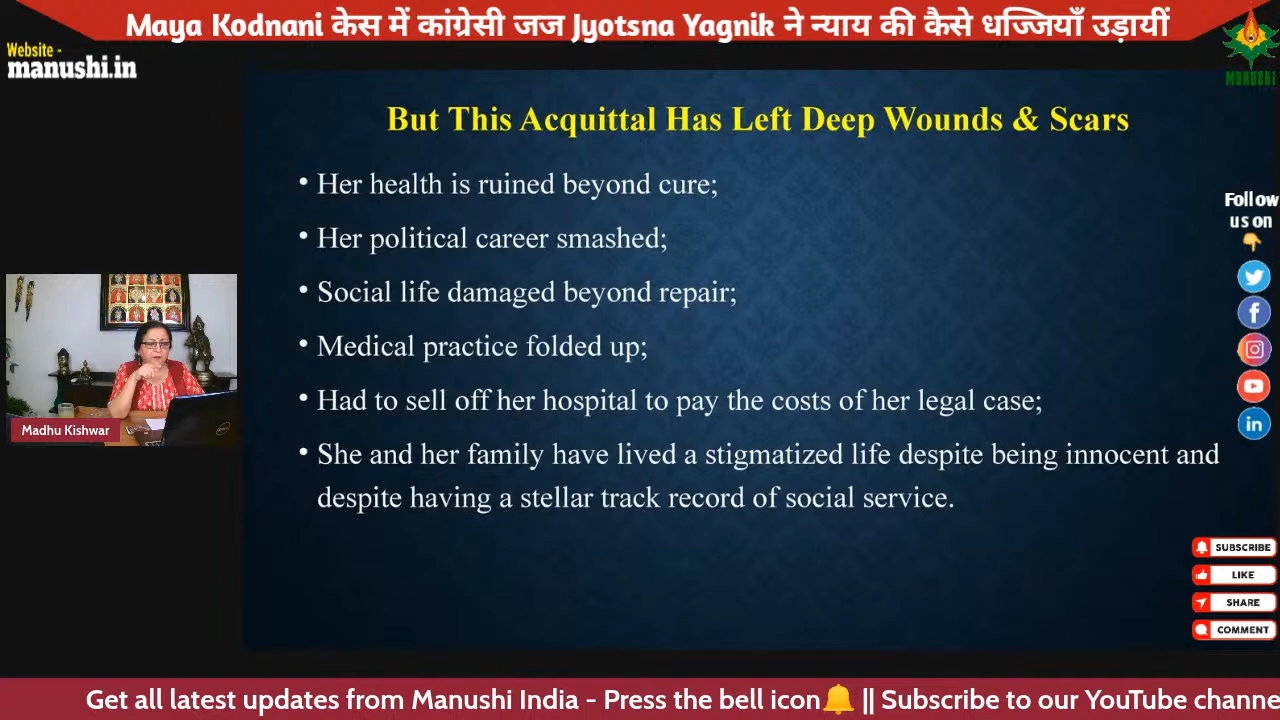 Maya Kodnani केस में कांग्रेसी जज Jyotsna Yagnik ने न्याय की कैसे धज्जियाँ उड़ायीं
Website -
manushi.in
MANUSHI
But This Acquittal Has Left Deep Wounds & Scars
• Her health is ruined beyond cure;
• Her political career smashed;
• Social life damaged beyond repair;
• Medical practice folded up;
• Had to sell off her hospital to pay the costs of her legal case;
• She and her family have lived a stigmatized life despite being innocent and
despite having a stellar track record of social service.
Madhu Kishwar
Follow
us on
👇
SUBSCRIBE
LIKE
SHARE
COMMENT
Get all latest updates from Manushi India - Press the bell icon🔔 || Subscribe to our YouTube channe